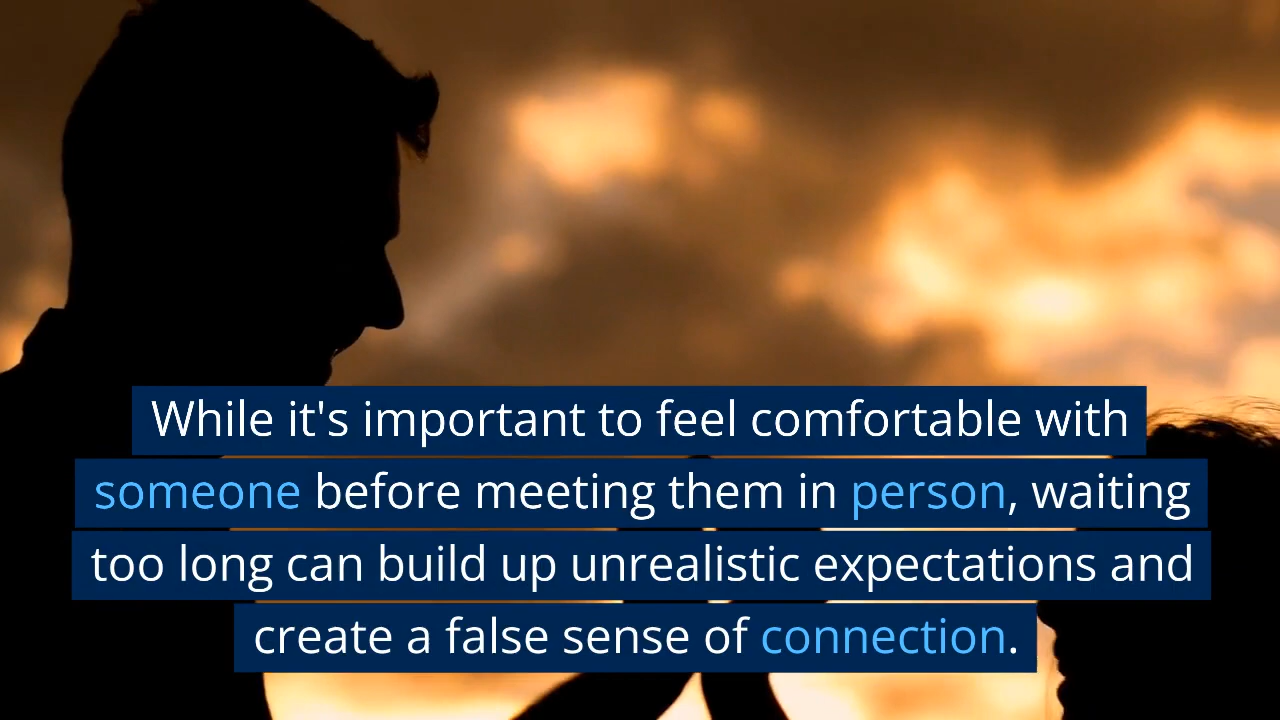 While it's important to feel comfortable with
someone before meeting them in person, waiting
too long can build up unrealistic expectations and
create a false sense of connection.